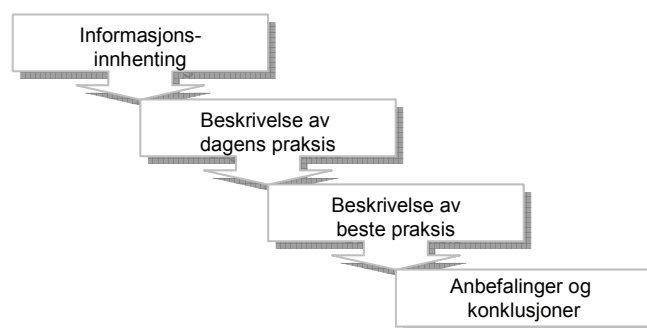 Informasjons-
innhenting
Beskrivelse av
dagens praksis
Beskrivelse av
beste praksis
Anbefalinger og
konklusjoner